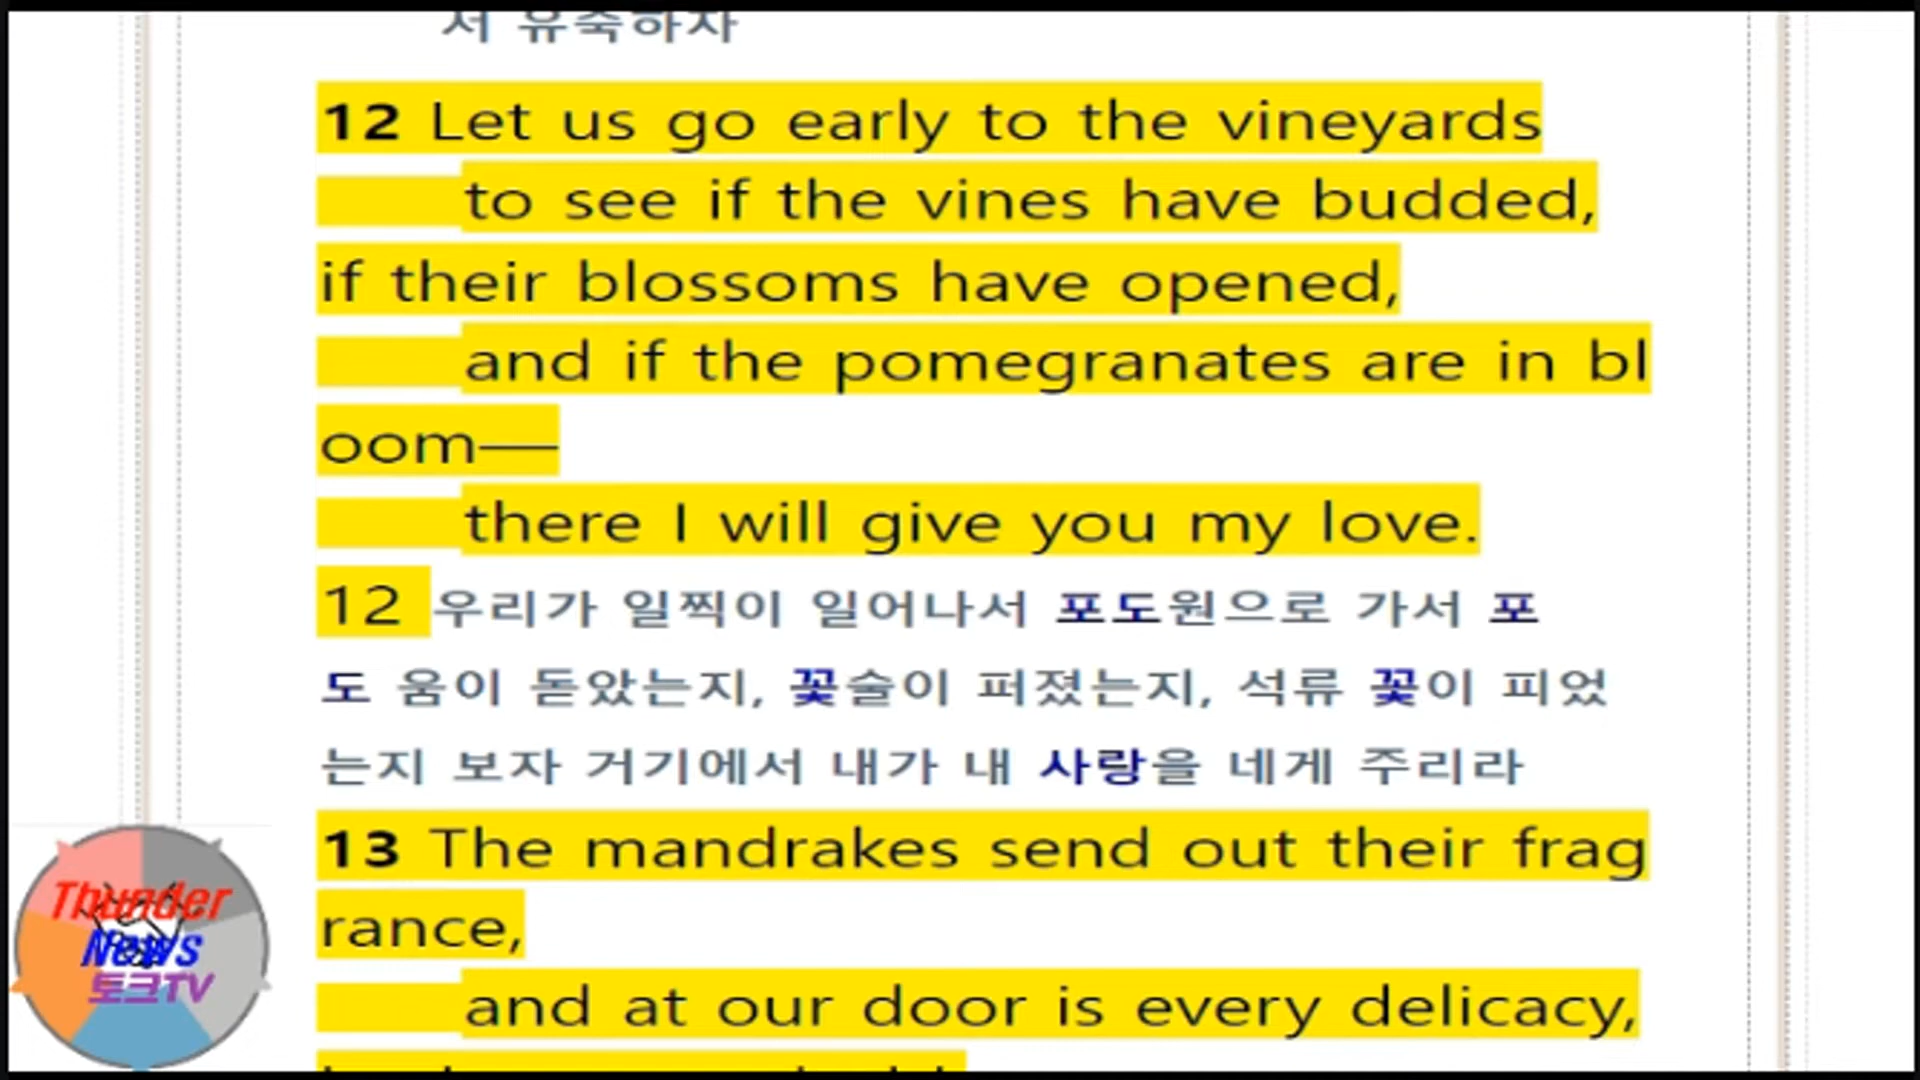 서 유숙하자
12 Let us go early to the vineyards
to see if the vines have budded,
if their blossoms have opened,
and if the pomegranates are in bl
oom—
there I will give you my love.
12 우리가 일찍이 일어나서 포도원으로 가서 포
도 움이 돋았는지, 꽃술이 퍼졌는지, 석류 꽃이 피었
는지 보자 거기에서 내가 내 사랑을 네게 주리라
13 The mandrakes send out their frag
rance,
and at our door is every delicacy,
Thunder
News
토크TV